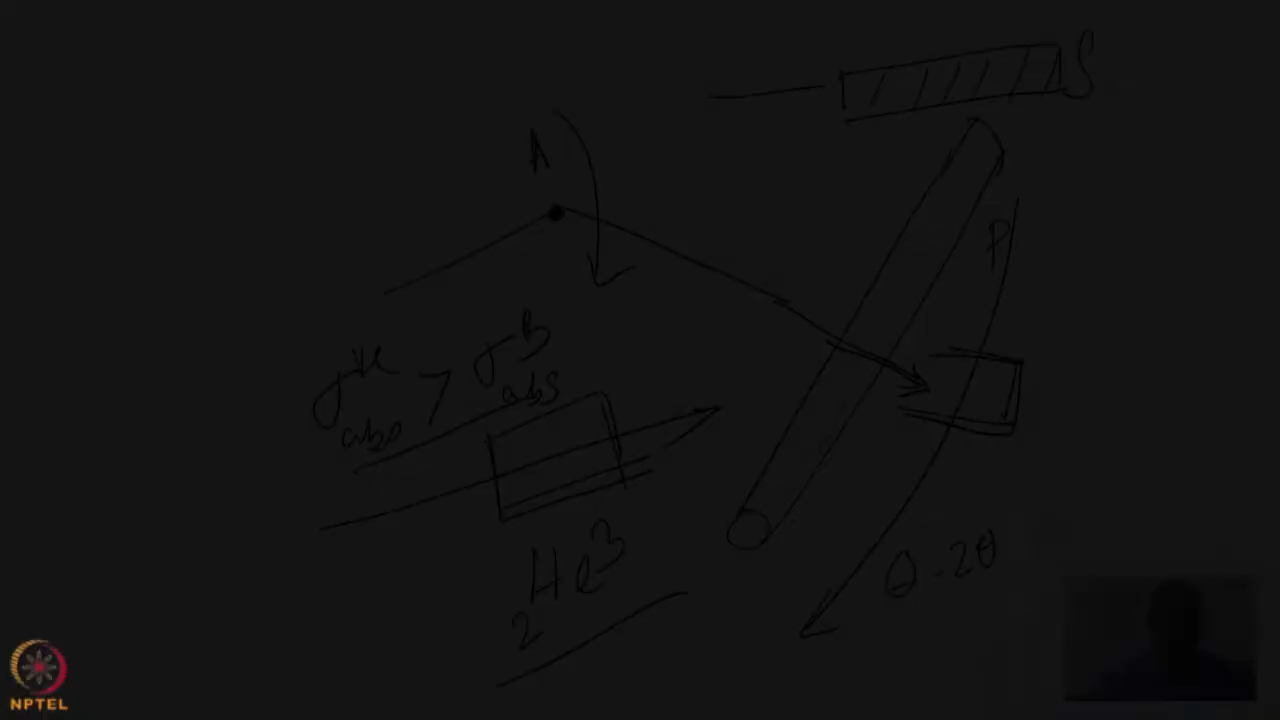 S
A
P
σ abs > σ B abs
θ - 2θ
2 He 3
NPTEL